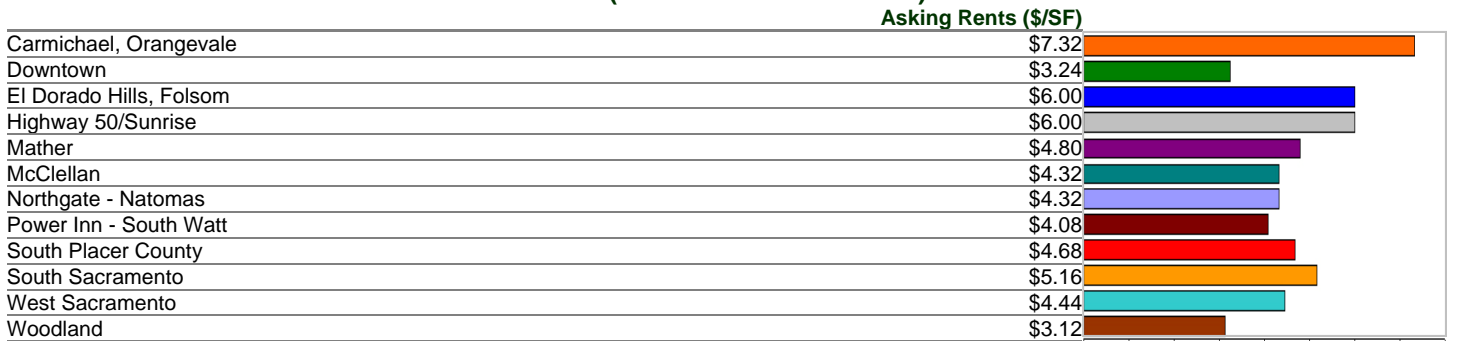 Asking Rents ($/SF)
Carmichael, Orangevale $7.32
Downtown $3.24
El Dorado Hills, Folsom $6.00
Highway 50/Sunrise $6.00
Mather $4.80
McClellan $4.32
Northgate - Natomas $4.32
Power Inn - South Watt $4.08
South Placer County $4.68
South Sacramento $5.16
West Sacramento $4.44
Woodland $3.12